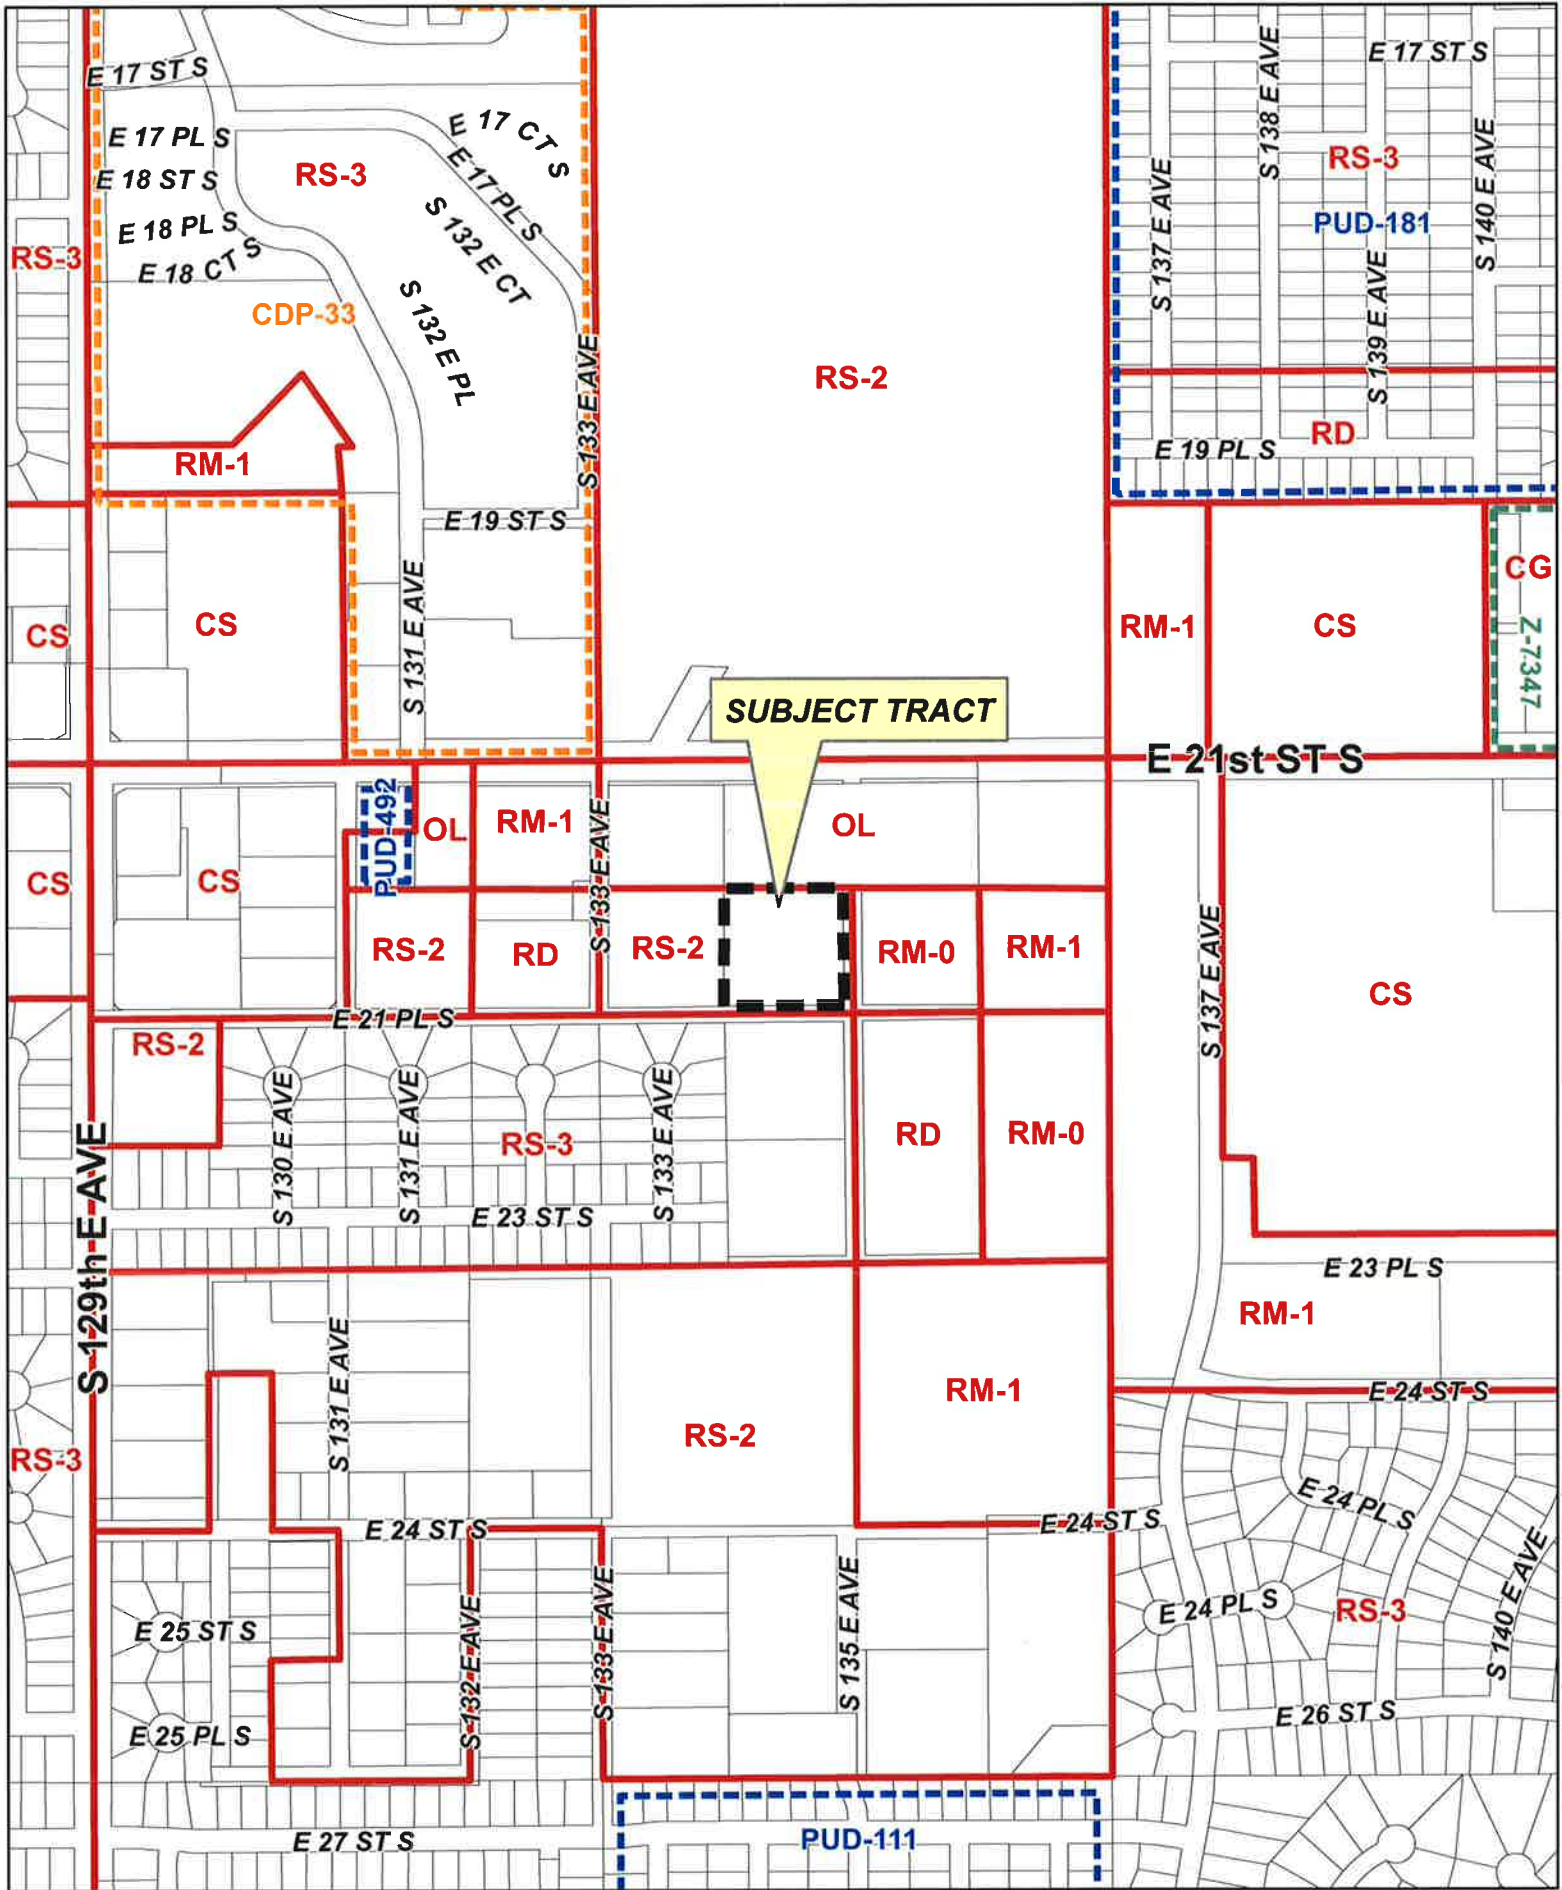 E 17 ST S
E 17 ST S
S 138 E AVE
E 17 CT S
E 17 PL S
E 17 PL S
RS-3
RS-3
S 140 E AVE
E 18 ST S
S 137 E AVE
PUD-181
E 18 PL S
S 132 E CT
RS-3
E 18 CT S
CDP-33
S 132 E PL
S 139 E AVE
RS-2
S 133 E AVE
RD
E 19 PL S
RM-1
E 19 ST S
CG
CS
CS
S 131 E AVE
RM-1
CS
Z-7347
SUBJECT TRACT
E 21st ST S
PUD-492
OL
RM-1
S 133 E AVE
OL
CS
CS
RS-2
RD
RS-2
RM-0
RM-1
S 137 E AVE
CS
E 21 PL S
RS-2
S 130 E AVE
S 131 E AVE
RS-3
S 133 E AVE
RD
RM-0
E 23 ST S
S 129th E AVE
E 23 PL S
RM-1
S 131 E AVE
RM-1
E 24 ST S
RS-2
RS-3
E 24 PL S
E 24 ST S
E 24 ST S
E 25 ST S
S 132 E AVE
S 133 E AVE
S 135 E AVE
E 24 PL S
RS-3
S 140 E AVE
E 25 PL S
E 26 ST S
E 27 ST S
PUD-111